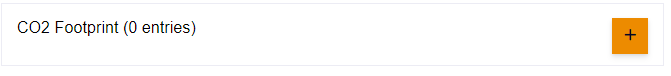 CO2 Footprint (0 entries)
+